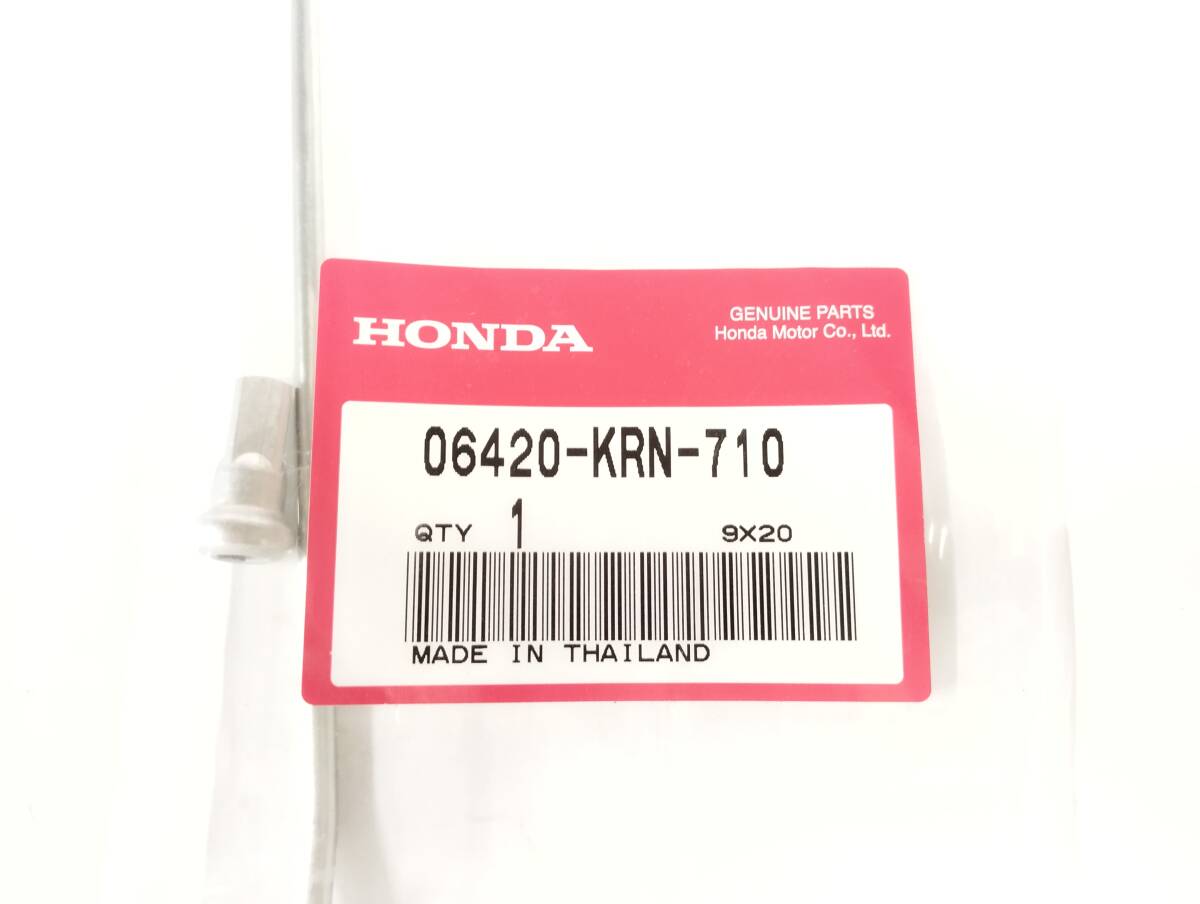 HONDA
GENUINE PARTS
Honda Motor Co., Ltd.
06420-KRN-710
QTY 1 9X20
MADE IN THAILAND